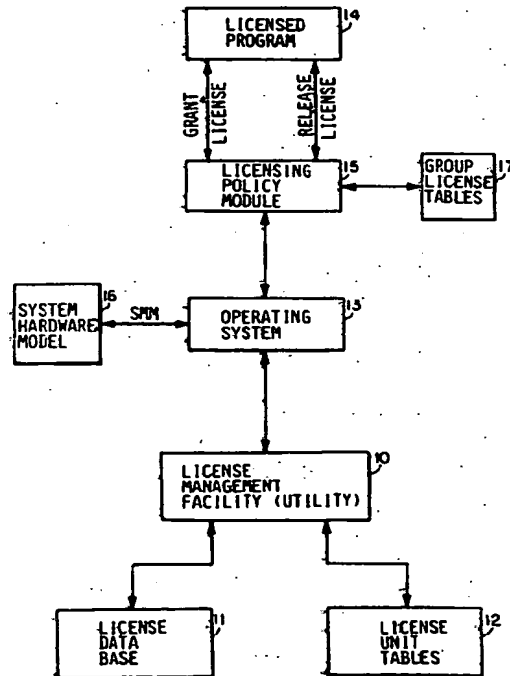 14
LICENSED
PROGRAM
GRANT
LICENSE
RELEASE
LICENSE
15
LICENSING
POLICY
MODULE
17
GROUP
LICENSE
TABLES
16
SYSTEM
HARDWARE
MODEL
SMM
13
OPERATING
SYSTEM
10
LICENSE
MANAGEMENT
FACILITY (UTILITY)
11
LICENSE
DATA
BASE
12
LICENSE
UNIT
TABLES